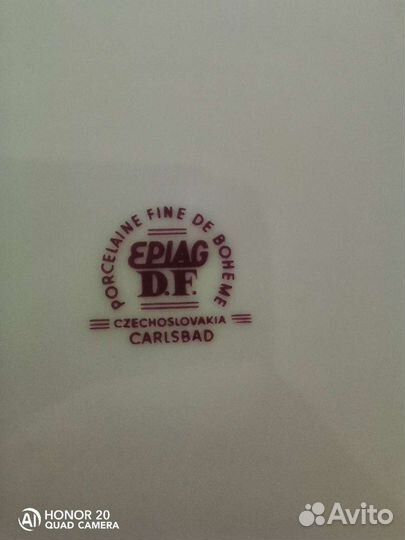 PORCELAINE FINE DE BOHEME
EPIAG
D.F.
CZECHOSLOVAKIA
CARLSBAD
HONOR 20
QUAD CAMERA
Avito